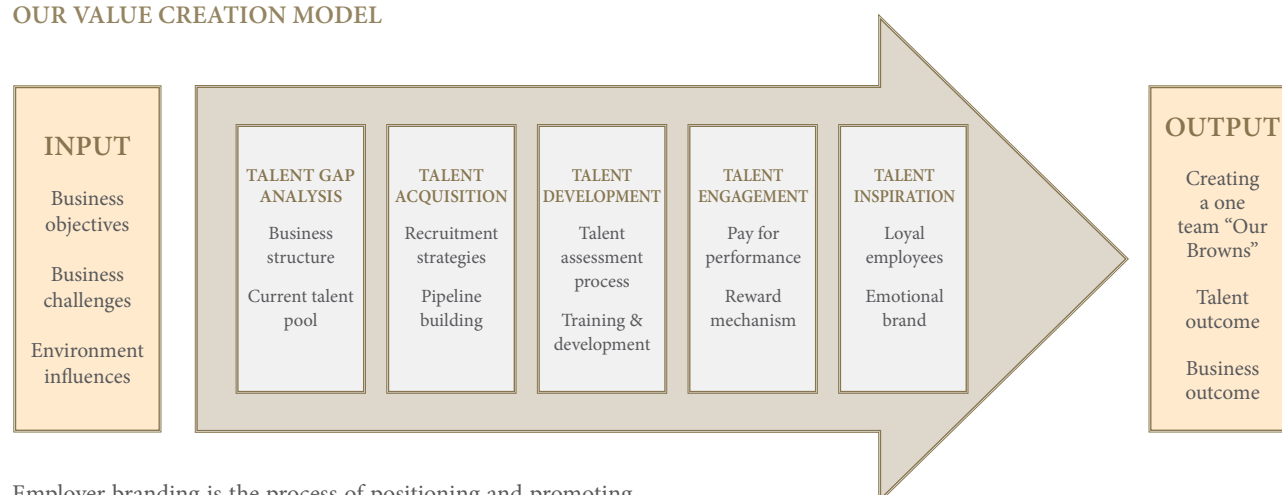 OUR VALUE CREATION MODEL
INPUT
Business
objectives
Business
challenges
Environment
influences
TALENT GAP
ANALYSIS
Business
structure
Current talent
pool
TALENT
ACQUISITION
Recruitment
strategies
Pipeline
building
TALENT
DEVELOPMENT
Talent
assessment
process
Training &
development
TALENT
ENGAGEMENT
Pay for
performance
Reward
mechanism
TALENT
INSPIRATION
Loyal
employees
Emotional
brand
OUTPUT
Creating
a one
team “Our
Browns”
Talent
outcome
Business
outcome
Employer branding is the process of positioning and promoting